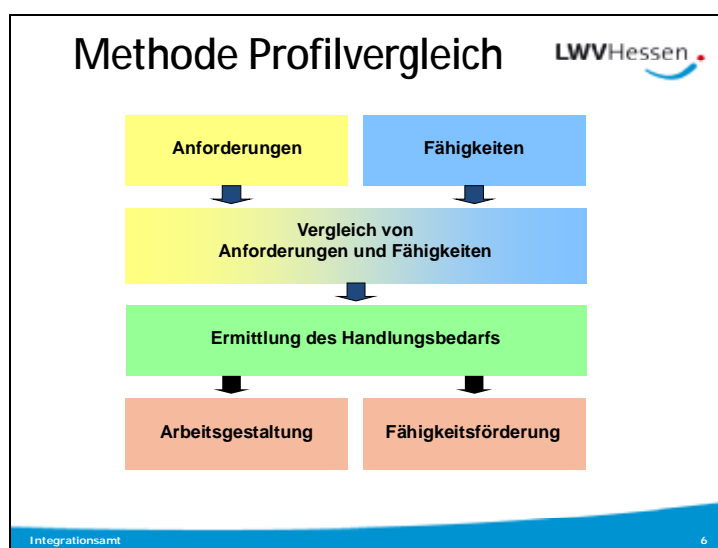 Methode Profilvergleich
LWVHessen
Anforderungen
Fähigkeiten
Vergleich von
Anforderungen und Fähigkeiten
Ermittlung des Handlungsbedarfs
Arbeitsgestaltung
Fähigkeitsförderung
Integrationsamt
6